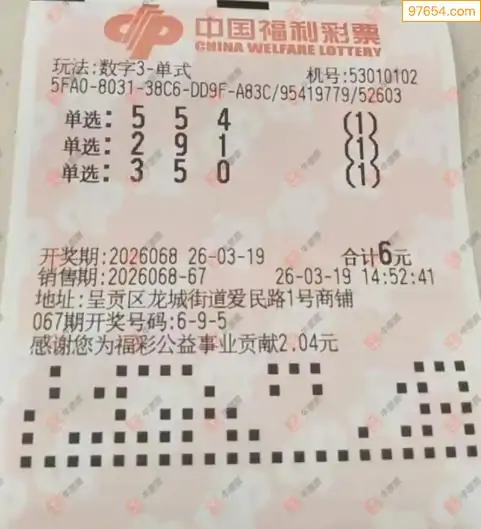 97654.com
中国福利彩票
CHINA WELFARE LOTTERY
玩法:数字3-单式
机号:53010102
5FA0-8031-38C6-DD9F-A83C/95419779/52603
单选: 5 5 4 (1)
单选: 2 9 1 (1)
单选: 3 5 0 (1)
开奖期:2026068 26-03-19 合计6元
销售期:2026068-67 26-03-19 14:52:41
地址:呈贡区龙城街道爱民路1号商铺
067期开奖号码:6-9-5
感谢您为福彩公益事业贡献2.04元